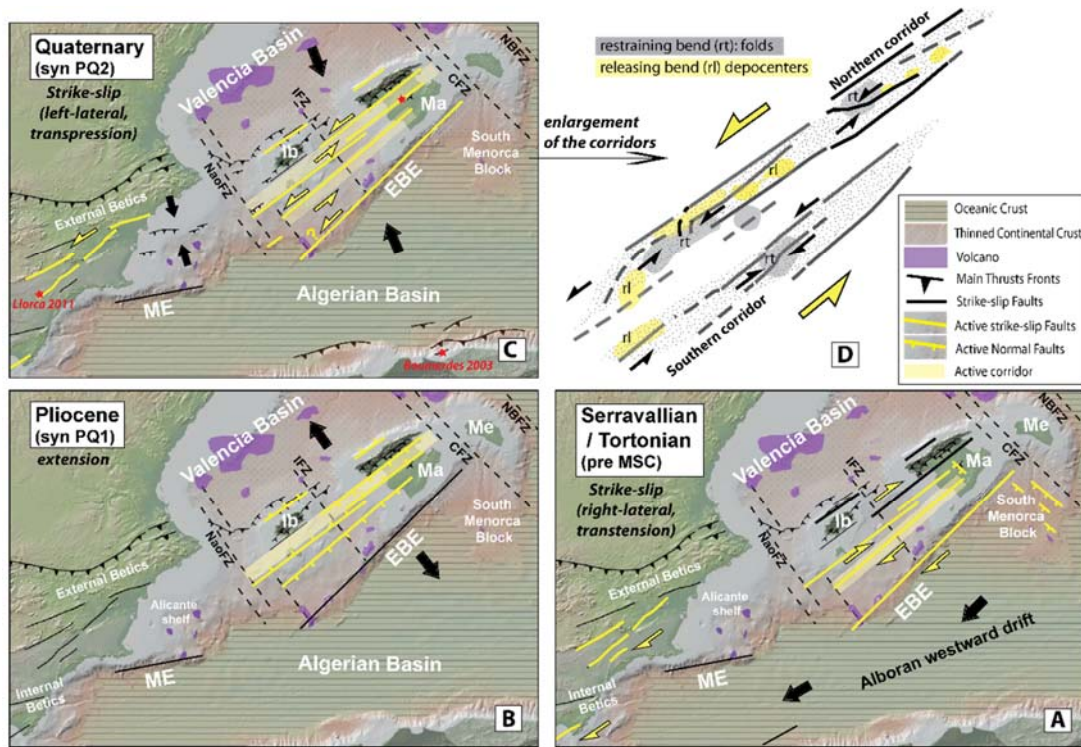 Quaternary
(syn PQ2)
Strike-slip
(left-lateral,
transpression)
Valencia Basin
NBFZ
CFZ
IFZ
Ma
Ib
NaoFZ
South
Menorca
Block
EBE
External Betics
Llorca 2011
ME
Algerian Basin
Boumerdes 2003
C
enlargement
of the corridors
restraining bend (rt): folds
releasing bend (rl) depocenters
Northern corridor
rt
rl
rt
rt
rl
rl
Southern corridor
D
Oceanic Crust
Thinned Continental Crust
Volcano
Main Thrusts Fronts
Strike-slip Faults
Active strike-slip Faults
Active Normal Faults
Active corridor
Pliocene
(syn PQ1)
extension
Valencia Basin
NBFZ
Me
CFZ
IFZ
Ma
Ib
NaoFZ
South
Menorca
Block
EBE
External Betics
Alicante
shelf
Internal
Betics
ME
Algerian Basin
B
Serravallian
/ Tortonian
(pre MSC)
Strike-slip
(right-lateral,
transtension)
Valencia Basin
NBFZ
Me
CFZ
IFZ
Ma
Ib
NaoFZ
South
Menorca
Block
EBE
External Betics
Alicante
shelf
Internal
Betics
ME
Alboran westward drift
A